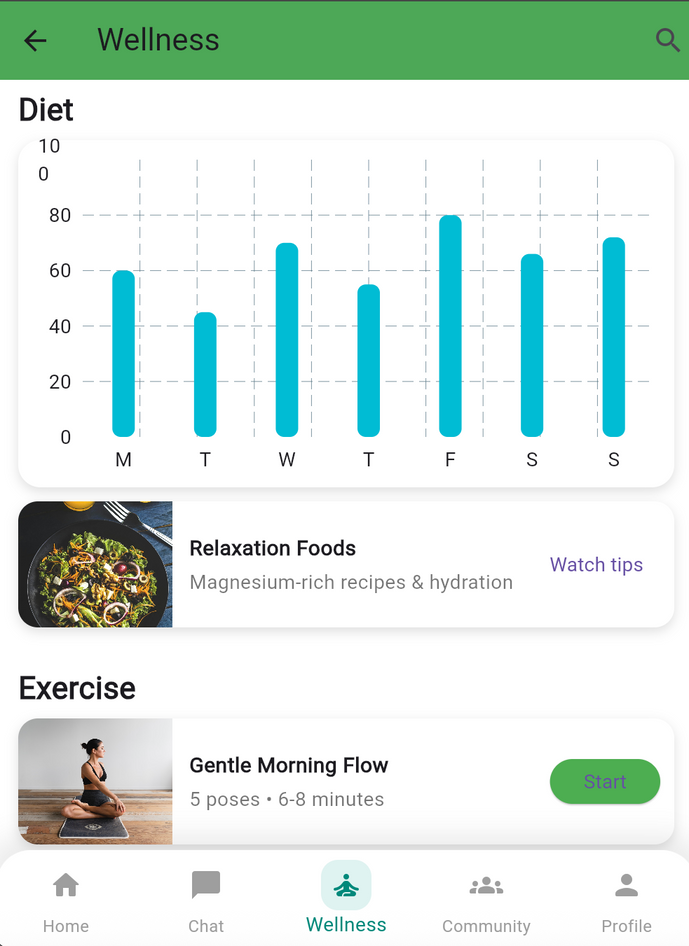 Wellness
Diet
10
0
80
60
40
20
0
M T W T F S S
Relaxation Foods
Magnesium-rich recipes & hydration
Watch tips
Exercise
Gentle Morning Flow
5 poses • 6-8 minutes
Start
Home Chat Wellness Community Profile